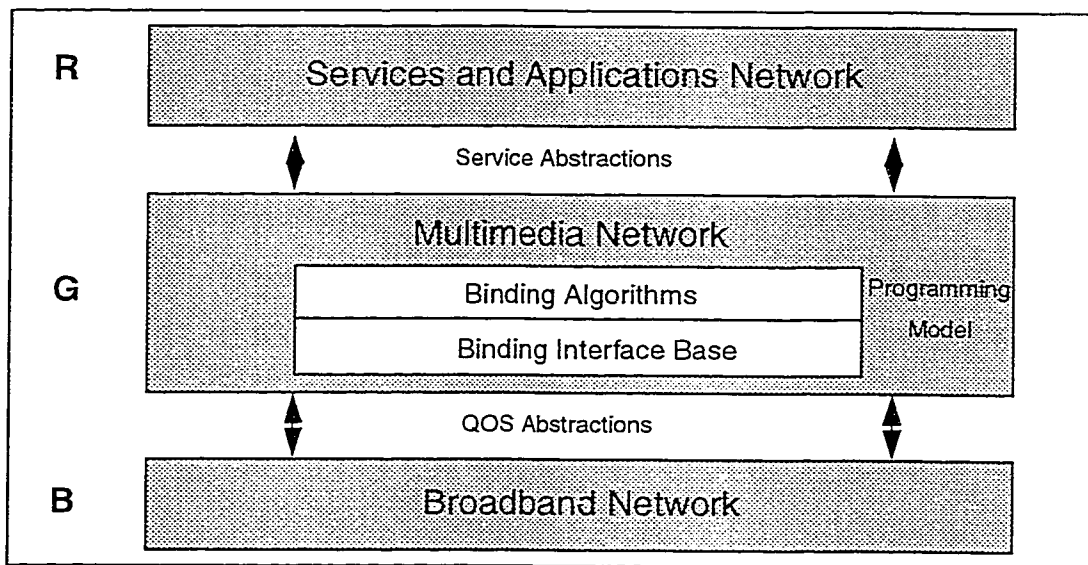 R
Services and Applications Network
Service Abstractions
Multimedia Network
G
Binding Algorithms
Binding Interface Base
Programming
Model
QOS Abstractions
B
Broadband Network